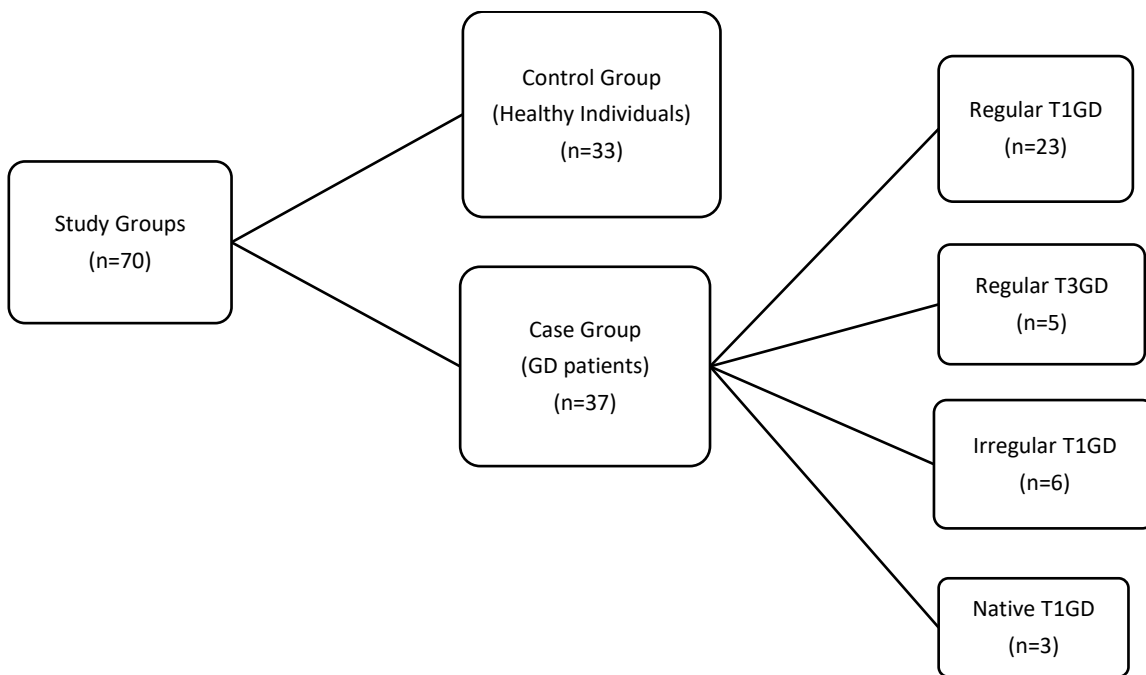 Study Groups
(n=70)
Control Group
(Healthy Individuals)
(n=33)
Case Group
(GD patients)
(n=37)
Regular T1GD
(n=23)
Regular T3GD
(n=5)
Irregular T1GD
(n=6)
Native T1GD
(n=3)